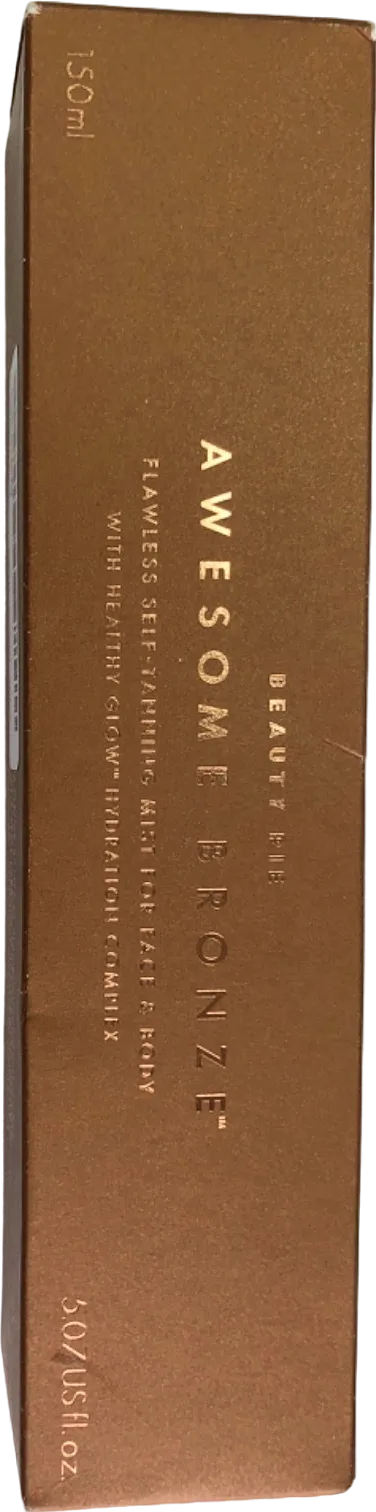 BEAUTY PIE
AWESOME BRONZE™
FLAWLESS SELF-TANNING MIST FOR FACE & BODY
WITH HEALTHY GLOW™ HYDRATION COMPLEX
150ml
5.07 US fl. oz.